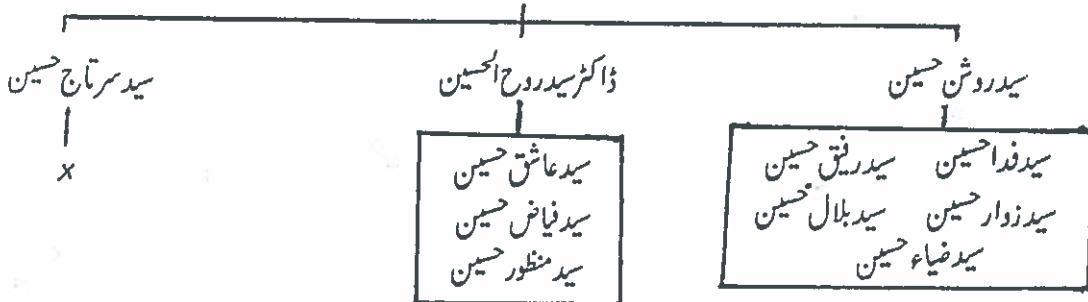 سید روشن حسین
ڈاکٹر سید روح الحسین
سید سرتاج حسین
سید فدا حسین سید رفیق حسین
سید زوار حسین سید بلال حسین
سید ضیاء حسین
سید عاشق حسین
سید فیاض حسین
سید منظور حسین
x